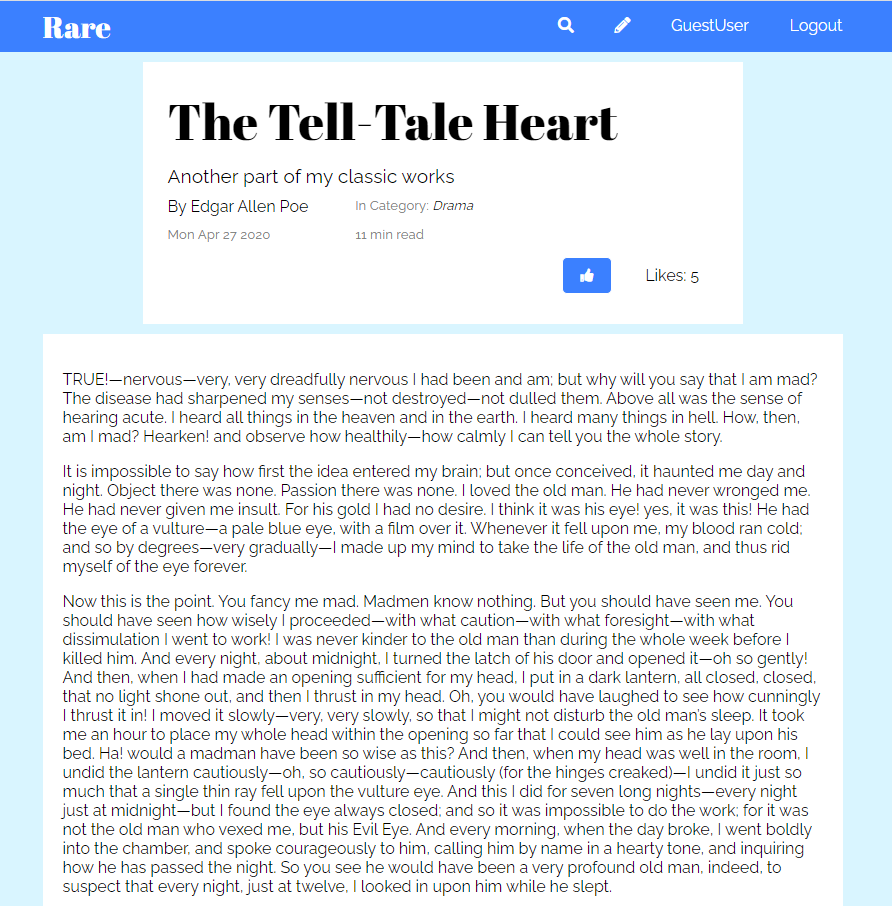 Rare
GuestUser
Logout
The Tell-Tale Heart
Another part of my classic works
By Edgar Allen Poe
In Category: Drama
Mon Apr 27 2020
11 min read
Likes: 5
TRUE!—nervous—very, very dreadfully nervous I had been and am; but why will you say that I am mad?
The disease had sharpened my senses—not destroyed—not dulled them. Above all was the sense of
hearing acute. I heard all things in the heaven and in the earth. I heard many things in hell. How, then,
am I mad? Hearken! and observe how healthily—how calmly I can tell you the whole story.
It is impossible to say how first the idea entered my brain; but once conceived, it haunted me day and
night. Object there was none. Passion there was none. I loved the old man. He had never wronged me.
He had never given me insult. For his gold I had no desire. I think it was his eye! yes, it was this! He had
the eye of a vulture—a pale blue eye, with a film over it. Whenever it fell upon me, my blood ran cold;
and so by degrees—very gradually—I made up my mind to take the life of the old man, and thus rid
myself of the eye forever.
Now this is the point. You fancy me mad. Madmen know nothing. But you should have seen me. You
should have seen how wisely I proceeded—with what caution—with what foresight—with what
dissimulation I went to work! I was never kinder to the old man than during the whole week before I
killed him. And every night, about midnight, I turned the latch of his door and opened it—oh so gently!
And then, when I had made an opening sufficient for my head, I put in a dark lantern, all closed, closed,
that no light shone out, and then I thrust in my head. Oh, you would have laughed to see how cunningly
I thrust it in! I moved it slowly—very, very slowly, so that I might not disturb the old man's sleep. It took
me an hour to place my whole head within the opening so far that I could see him as he lay upon his
bed. Ha! would a madman have been so wise as this? And then, when my head was well in the room, I
undid the lantern cautiously—oh, so cautiously—cautiously (for the hinges creaked)—I undid it just so
much that a single thin ray fell upon the vulture eye. And this I did for seven long nights—every night
just at midnight—but I found the eye always closed; and so it was impossible to do the work; for it was
not the old man who vexed me, but his Evil Eye. And every morning, when the day broke, I went boldly
into the chamber, and spoke courageously to him, calling him by name in a hearty tone, and inquiring
how he has passed the night. So you see he would have been a very profound old man, indeed, to
suspect that every night, just at twelve, I looked in upon him while he slept.